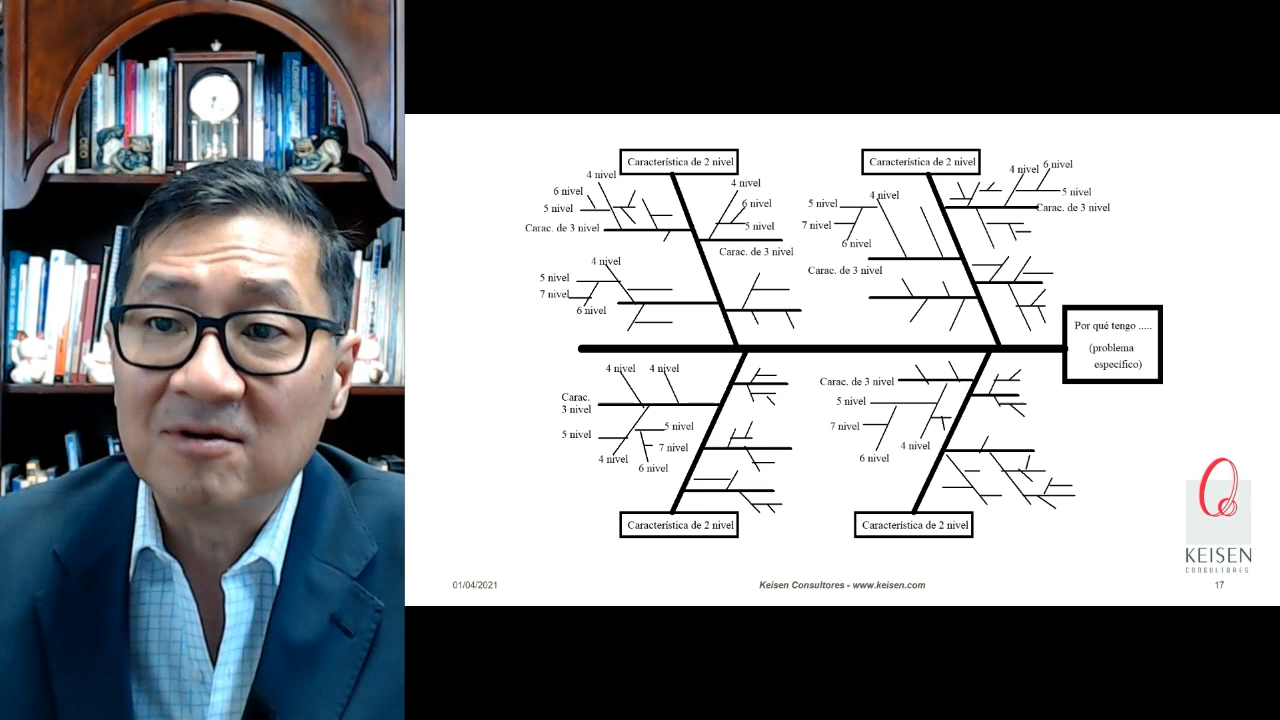 Característica de 2 nivel
Característica de 2 nivel
4 nivel
6 nivel
5 nivel
Carac. de 3 nivel
4 nivel
6 nivel
5 nivel
Carac. de 3 nivel
4 nivel
5 nivel
7 nivel
6 nivel
5 nivel
4 nivel
7 nivel
6 nivel
Carac. de 3 nivel
4 nivel
6 nivel
5 nivel
Carac. de 3 nivel
Por qué tengo .....
(problema
específico)
4 nivel
4 nivel
Carac.
3 nivel
5 nivel
5 nivel
4 nivel
7 nivel
6 nivel
Carac. de 3 nivel
5 nivel
7 nivel
4 nivel
6 nivel
Característica de 2 nivel
Característica de 2 nivel
KEISEN
CONSULTORES
01/04/2021
Keisen Consultores - www.keisen.com
17